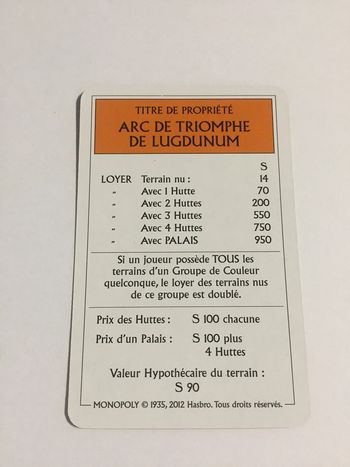 TITRE DE PROPRIÉTÉ
ARC DE TRIOMPHE
DE LUGDUNUM
S
LOYER Terrain nu : 14
" Avec 1 Hutte 70
" Avec 2 Huttes 200
" Avec 3 Huttes 550
" Avec 4 Huttes 750
" Avec PALAIS 950
Si un joueur possède TOUS les
terrains d'un Groupe de Couleur
quelconque, le loyer des terrains nus
de ce groupe est doublé.
Prix des Huttes : S 100 chacune
Prix d'un Palais : S 100 plus
4 Huttes
Valeur Hypothécaire du terrain :
S 90
MONOPOLY © 1935, 2012 Hasbro. Tous droits réservés.